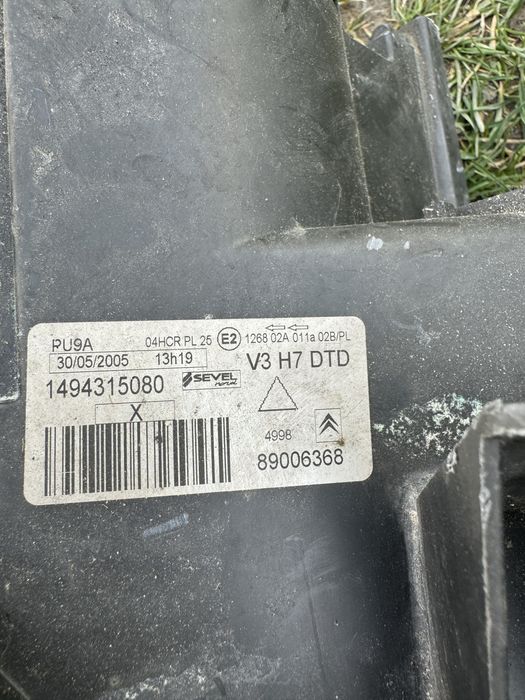 PU9A 04HCR PL 25 E2 1268 02A 011a 02B/PL
30/05/2005 13h19 V3 H7 DTD
1494315080 SEVEL nord
X
4998
89006368